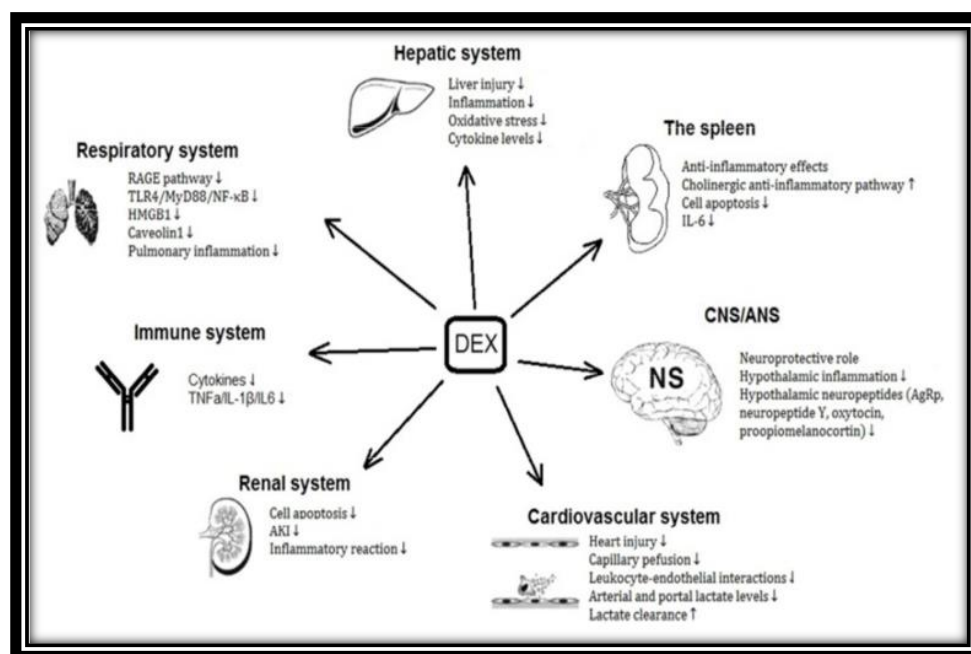 Hepatic system
Liver injury ↓
Inflammation ↓
Oxidative stress ↓
Cytokine levels ↓
The spleen
Anti-inflammatory effects
Cholinergic anti-inflammatory pathway ↑
Cell apoptosis ↓
IL-6 ↓
Respiratory system
RAGE pathway ↓
TLR4/MyD88/NF-κB ↓
HMGB1 ↓
Caveolin1 ↓
Pulmonary inflammation ↓
CNS/ANS
NS
Neuroprotective role
Hypothalamic inflammation ↓
Hypothalamic neuropeptides (AgRp,
neuropeptide Y, oxytocin,
proopiomelanocortin) ↓
DEX
Immune system
Cytokines ↓
TNFa/IL-1β/IL6 ↓
Renal system
Cell apoptosis ↓
AKI ↓
Inflammatory reaction ↓
Cardiovascular system
Heart injury ↓
Capillary pefusion ↓
Leukocyte-endothelial interactions ↓
Arterial and portal lactate levels ↓
Lactate clearance ↑